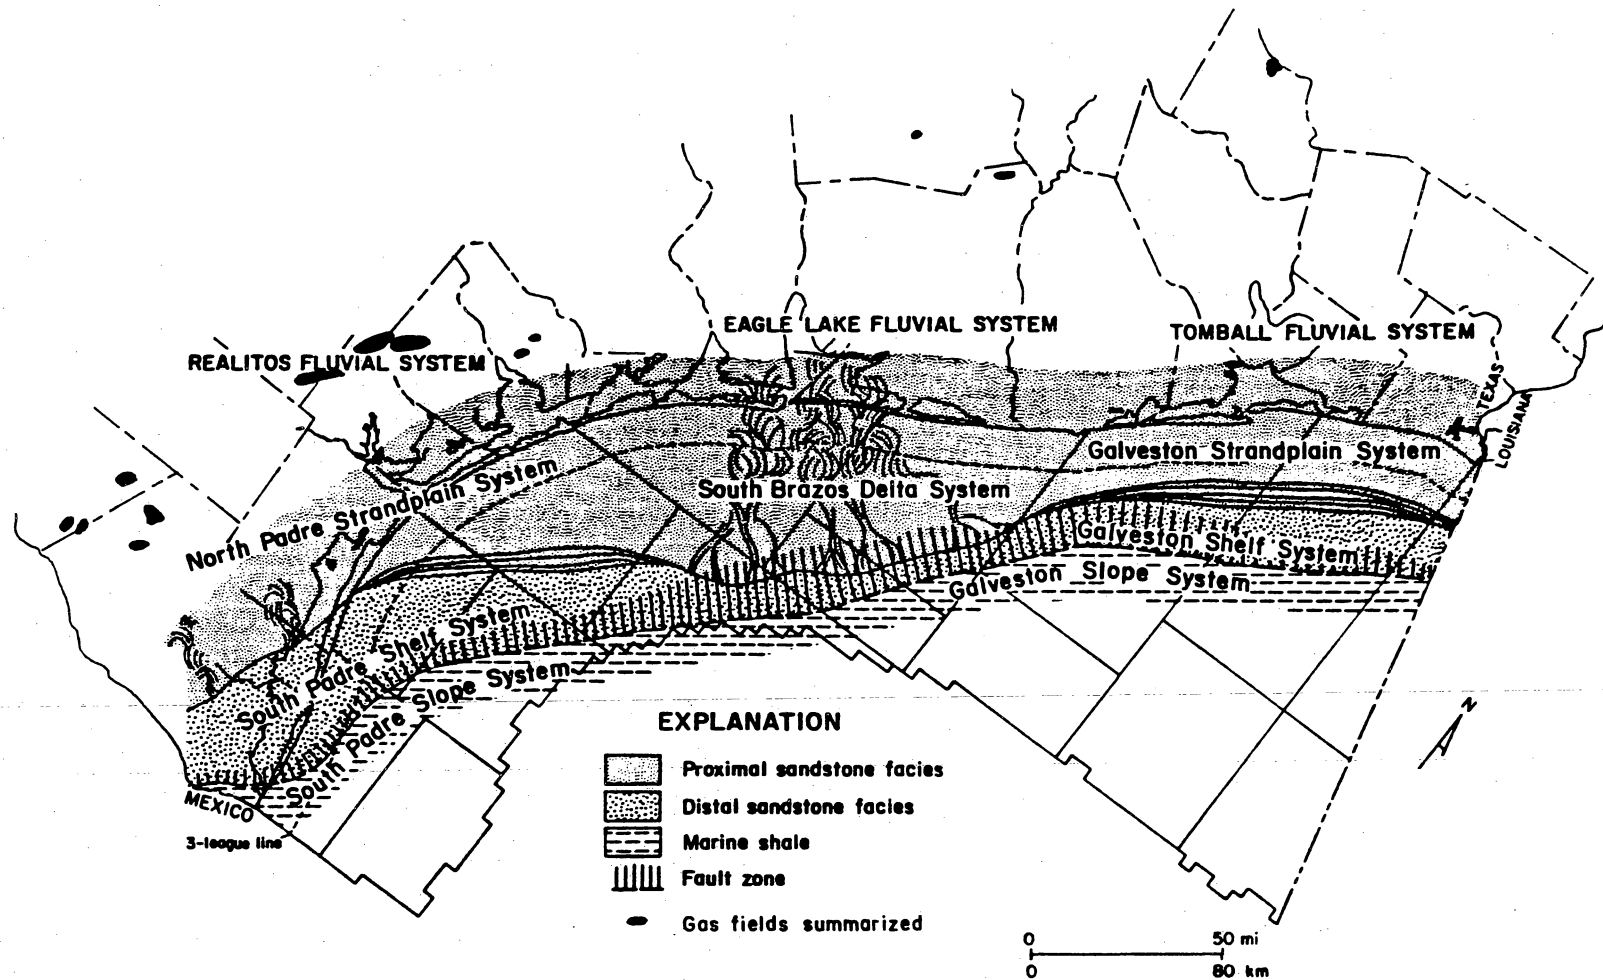 EAGLE LAKE FLUVIAL SYSTEM
TOMBALL FLUVIAL SYSTEM
REALITOS FLUVIAL SYSTEM
TEXAS
LOUISIANA
Galveston Strandplain System
North Padre Strandplain System
South Brazos Delta System
Galveston Shelf System
Galveston Slope System
South Padre Shelf System
South Padre Slope System
MEXICO
3-league line
N
EXPLANATION
Proximal sandstone facies
Distal sandstone facies
Marine shale
Fault zone
Gas fields summarized
0 50 mi
0 80 km